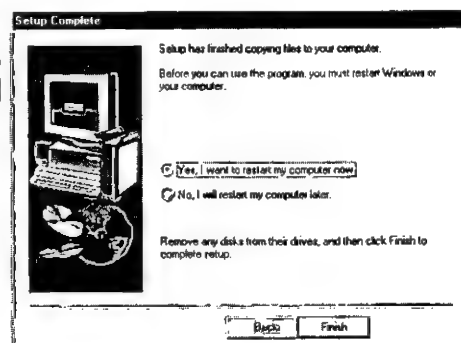 Setup Complete
Setup has finished copying files to your computer.
Before you can use the program, you must restart Windows or
your computer.
Yes, I want to restart my computer now.
No, I will restart my computer later.
Remove any disks from their drives, and then click Finish to
complete setup.
Back
Finish